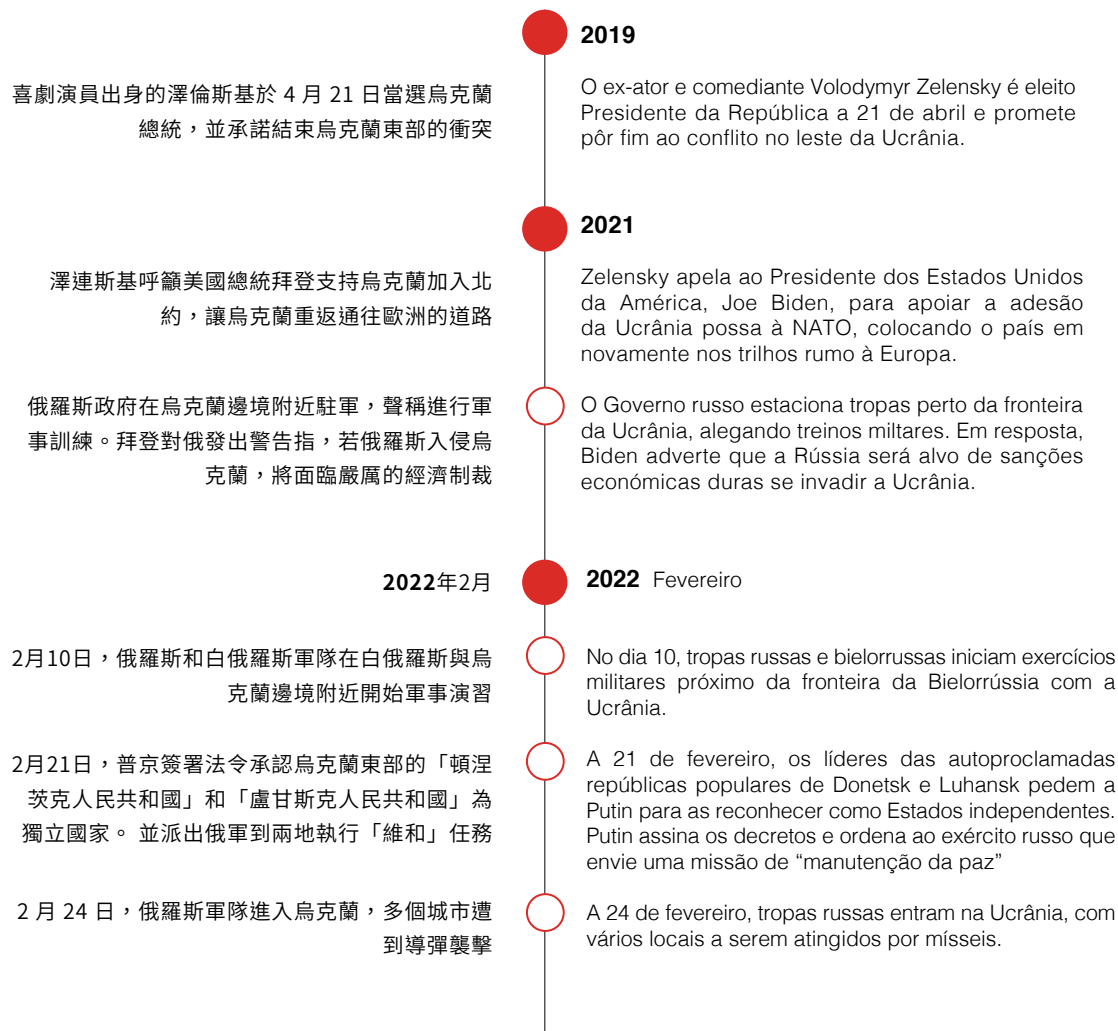 2019
喜劇演員出身的澤倫斯基於 4 月 21 日當選烏克蘭
總統，並承諾結束烏克蘭東部的衝突
O ex-ator e comediante Volodymyr Zelensky é eleito
Presidente da República a 21 de abril e promete
pôr fim ao conflito no leste da Ucrânia.
2021
澤連斯基呼籲美國總統拜登支持烏克蘭加入北
約，讓烏克蘭重返通往歐洲的道路
Zelensky apela ao Presidente dos Estados Unidos
da América, Joe Biden, para apoiar a adesão
da Ucrânia possa à NATO, colocando o país em
novamente nos trilhos rumo à Europa.
俄羅斯政府在烏克蘭邊境附近駐軍，聲稱進行軍
事訓練。拜登對俄發出警告指，若俄羅斯入侵烏
克蘭，將面臨嚴厲的經濟制裁
O Governo russo estaciona tropas perto da fronteira
da Ucrânia, alegando treinos miltares. Em resposta,
Biden adverte que a Rússia será alvo de sanções
económicas duras se invadir a Ucrânia.
2022年2月
2022 Fevereiro
2月10日，俄羅斯和白俄羅斯軍隊在白俄羅斯與烏
克蘭邊境附近開始軍事演習
No dia 10, tropas russas e bielorrussas iniciam exercícios
militares próximo da fronteira da Bielorrússia com a
Ucrânia.
2月21日，普京簽署法令承認烏克蘭東部的「頓涅
茨克人民共和國」和「盧甘斯克人民共和國」為
獨立國家。 並派出俄軍到兩地執行「維和」任務
A 21 de fevereiro, os líderes das autoproclamadas
repúblicas populares de Donetsk e Luhansk pedem a
Putin para as reconhecer como Estados independentes.
Putin assina os decretos e ordena ao exército russo que
envie uma missão de “manutenção da paz”
2 月 24 日，俄羅斯軍隊進入烏克蘭，多個城市遭
到導彈襲擊
A 24 de fevereiro, tropas russas entram na Ucrânia, com
vários locais a serem atingidos por mísseis.